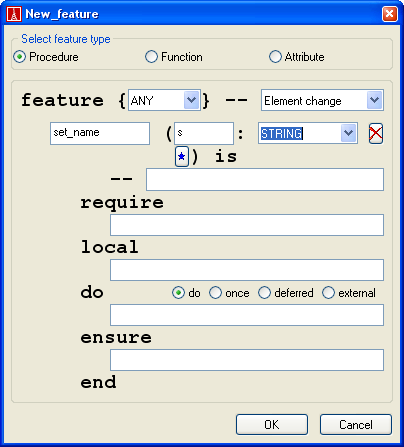 New_feature
Select feature type
Procedure Function Attribute
feature { ANY } -- Element change
set_name ( s : STRING
) is
--
require
local
do do once deferred external
ensure
end
OK Cancel